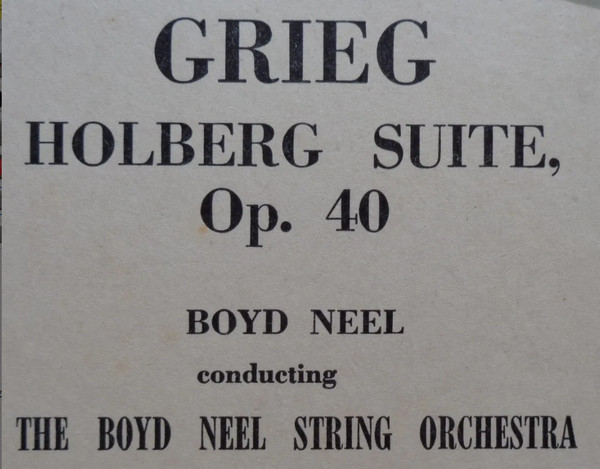 GRIEG
HOLBERG SUITE,
Op. 40
BOYD NEEL
conducting
THE BOYD NEEL STRING ORCHESTRA